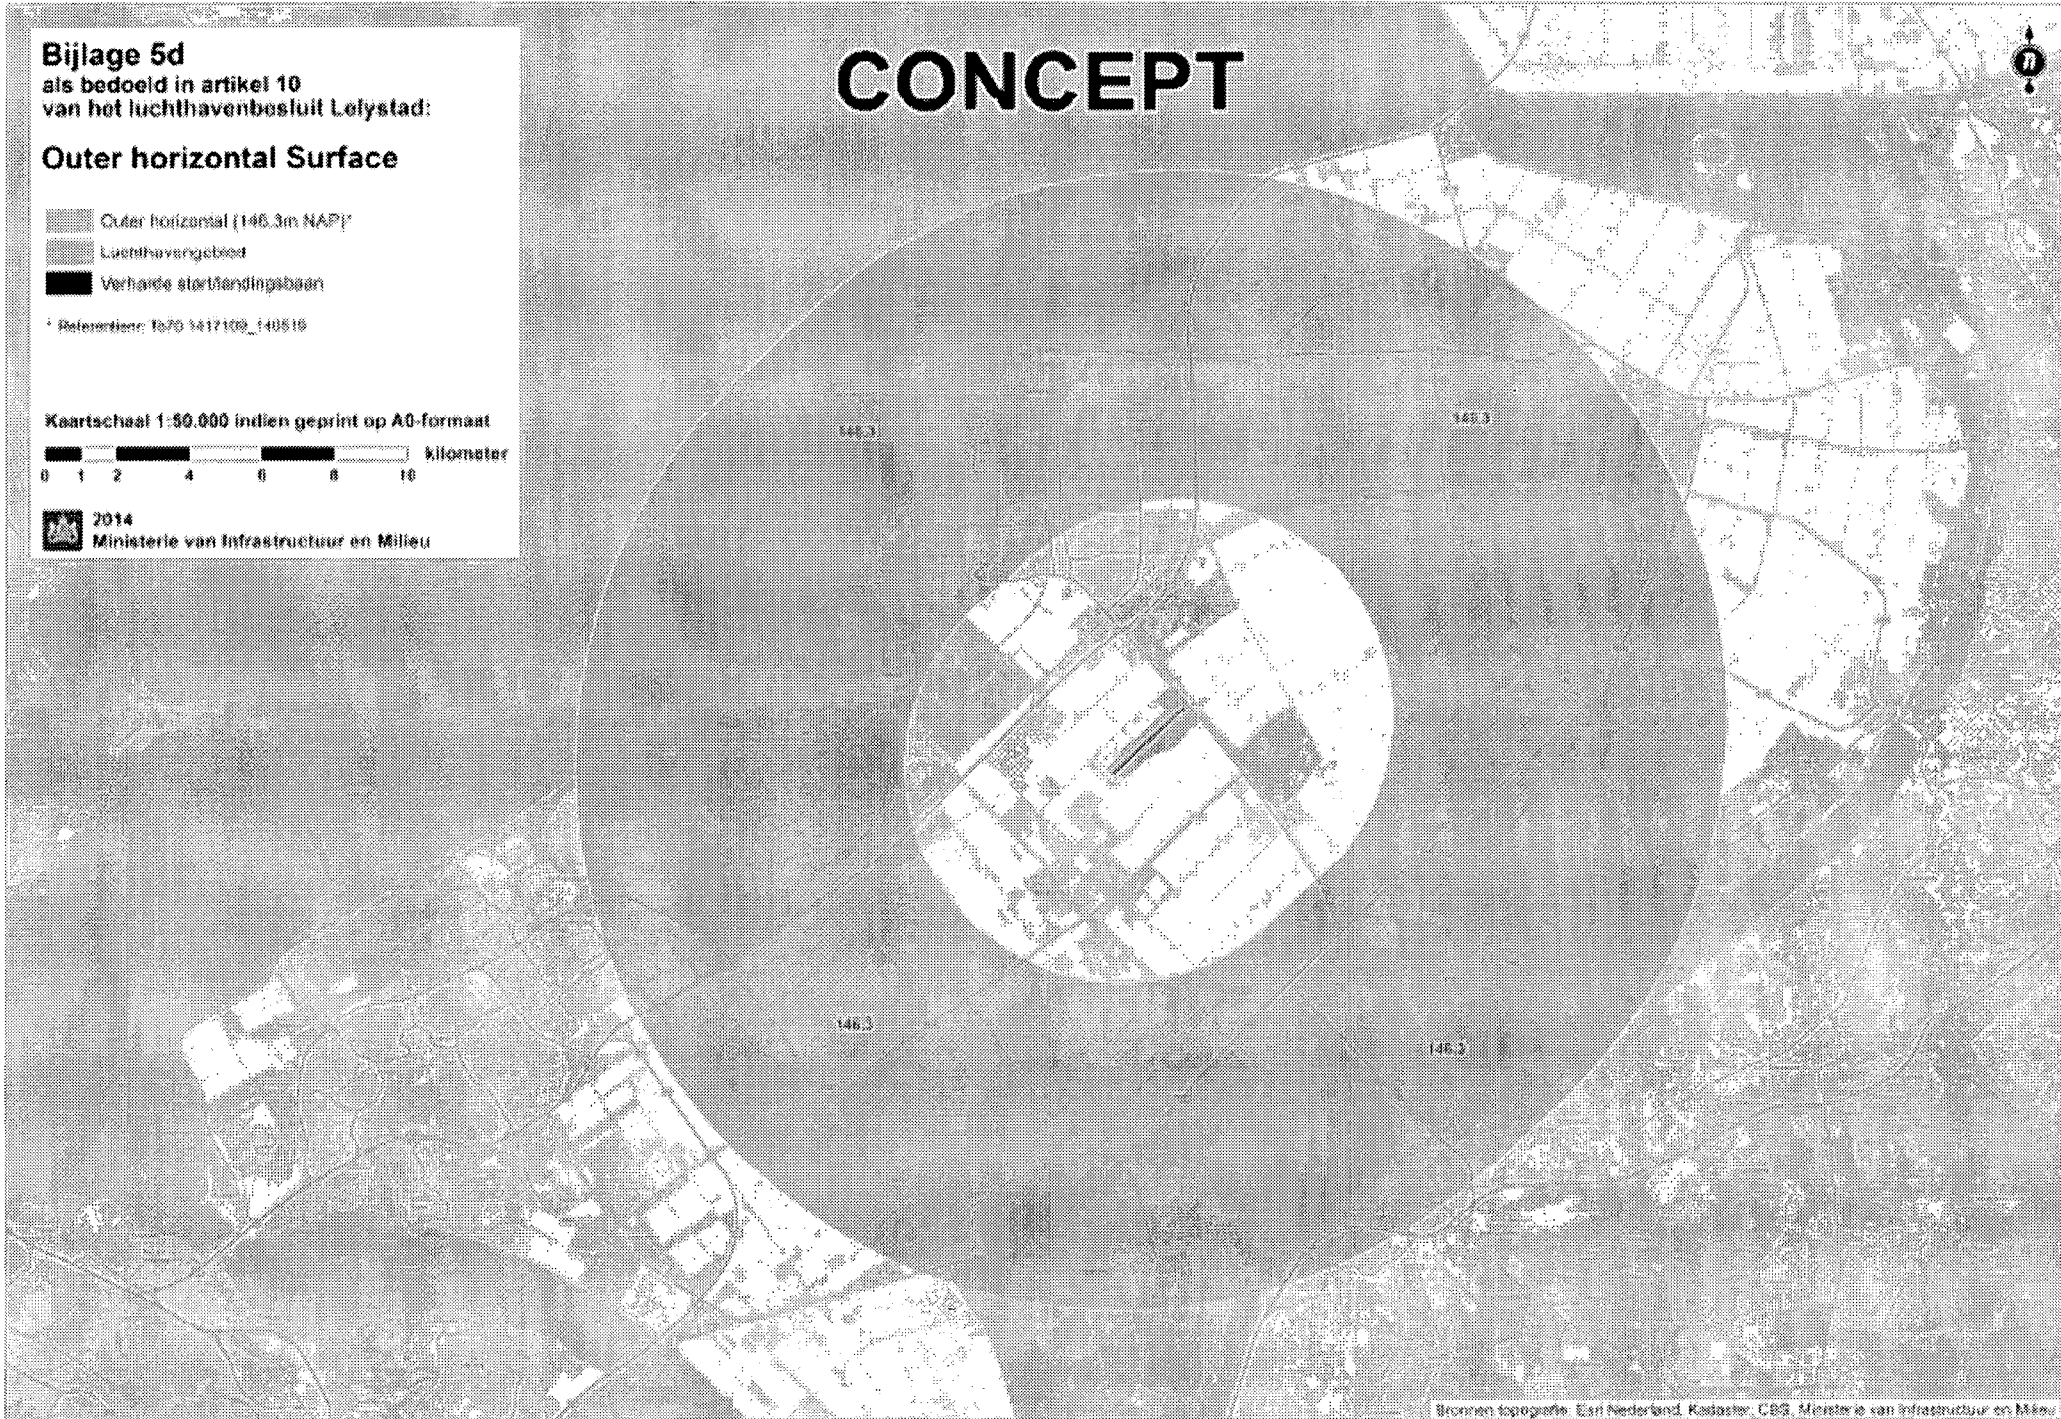 Bijlage 5d
als bedoeld in artikel 10
van het luchthavenbesluit Lelystad:
Outer horizontal Surface
Outer horizontal (146.3m NAP)*
Luchthavengebied
Verharde start/landingsbaan
* Referentienr:
Kaartschaal 1:50.000 indien geprint op A0-formaat
kilometer
0 1 2 4 6 8 10
2014
Ministerie van Infrastructuur en Milieu
CONCEPT
n
146.3
146.3
146.3
146.3
Bronnen topografie: Esri Nederland, Kadaster, CBS, Ministerie van Infrastructuur en Milieu